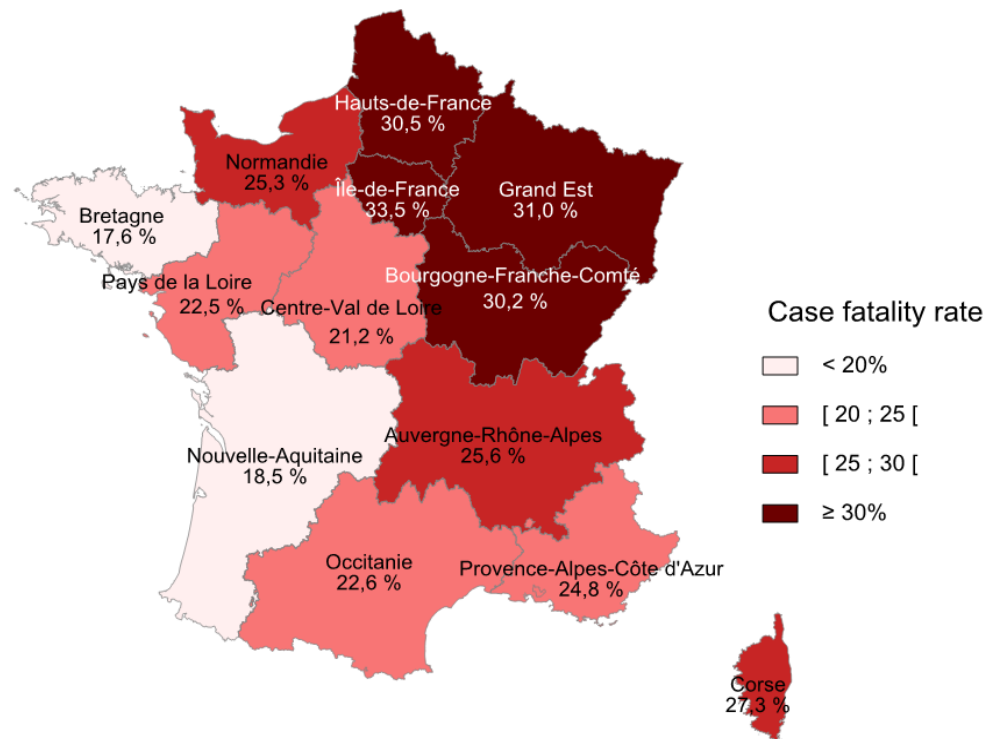 Hauts-de-France
30,5 %
Normandie
25,3 %
Île-de-France
33,5 %
Grand Est
31,0 %
Bretagne
17,6 %
Pays de la Loire
22,5 %
Centre-Val de Loire
21,2 %
Bourgogne-Franche-Comté
30,2 %
Nouvelle-Aquitaine
18,5 %
Auvergne-Rhône-Alpes
25,6 %
Occitanie
22,6 %
Provence-Alpes-Côte d'Azur
24,8 %
Corse
27,3 %
Case fatality rate
< 20%
[ 20 ; 25 [
[ 25 ; 30 [
≥ 30%